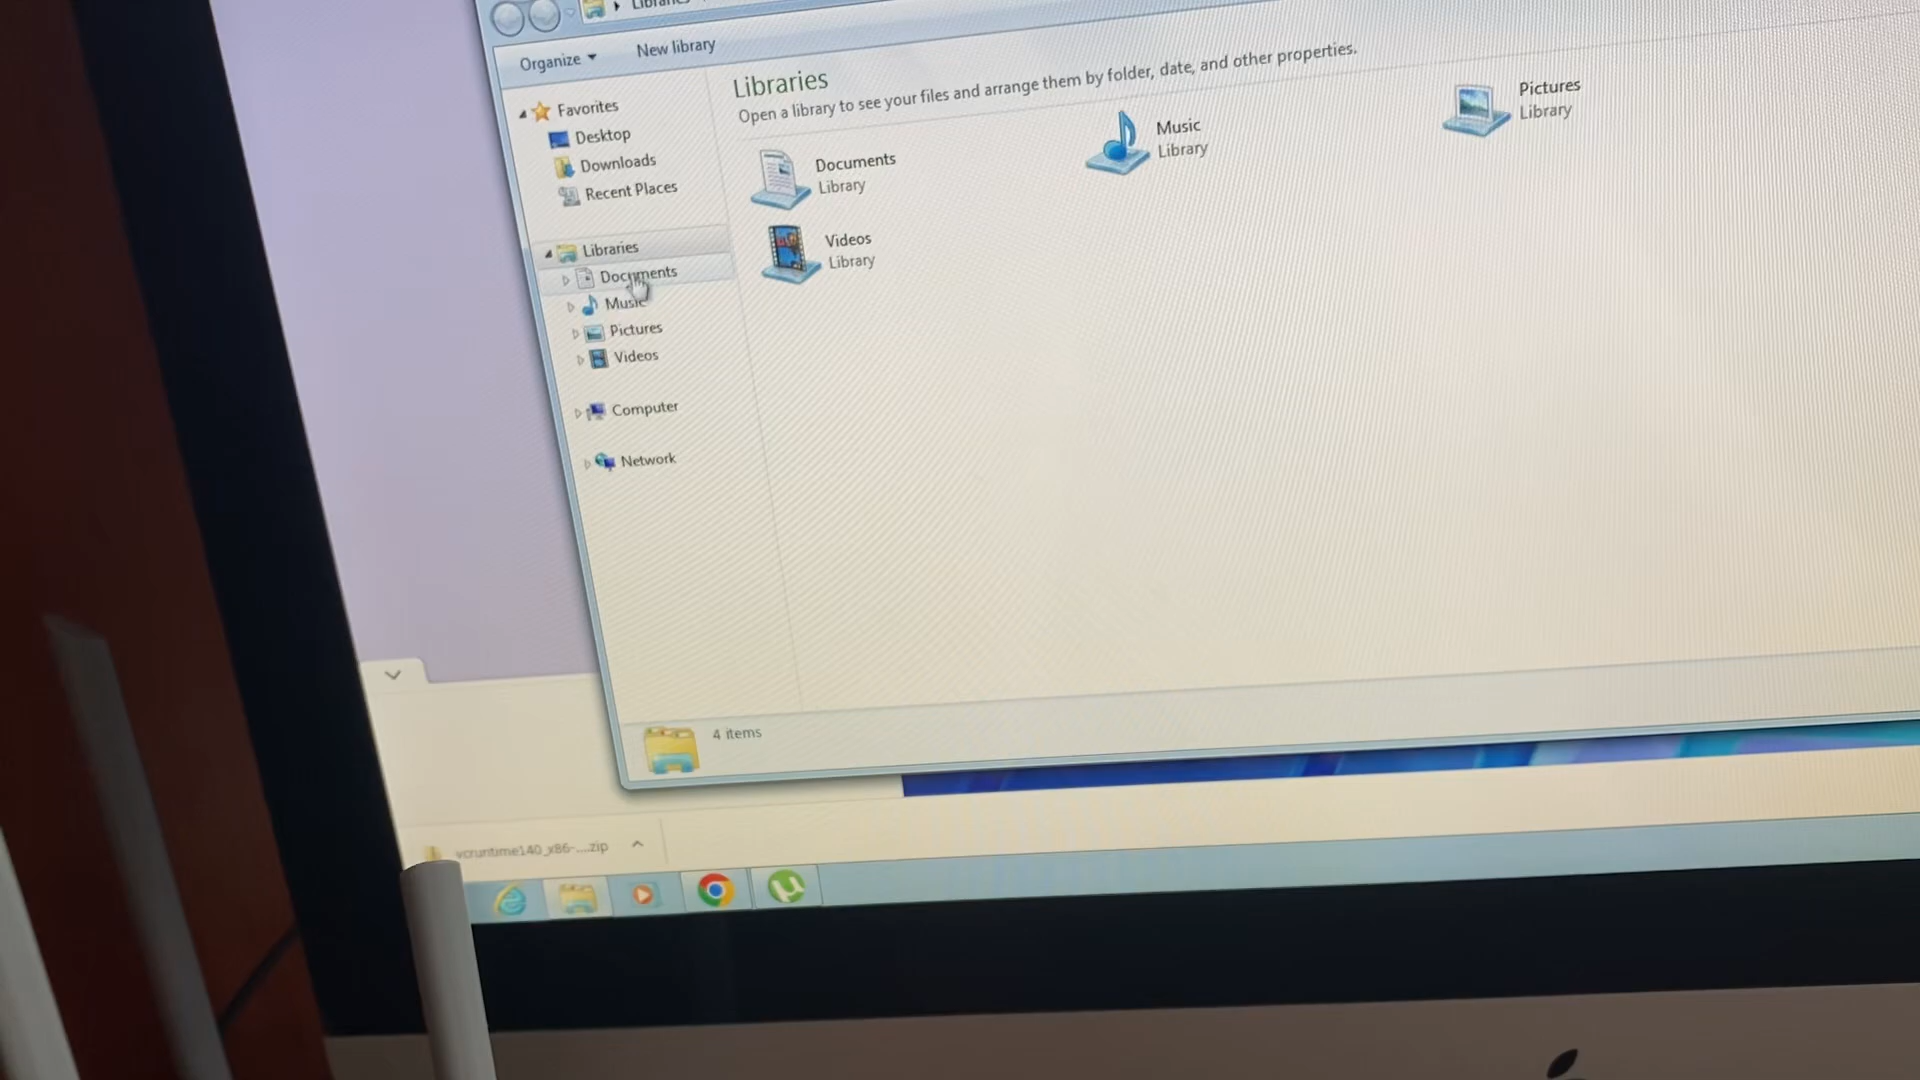 Libraries
Organize
New library
Libraries
Open a library to see your files and arrange them by folder, date, and other properties.
Favorites
Desktop
Downloads
Recent Places
Libraries
Documents
Music
Pictures
Videos
Computer
Network
Documents
Library
Music
Library
Pictures
Library
Videos
Library
4 items
vcruntime140_x86-....zip